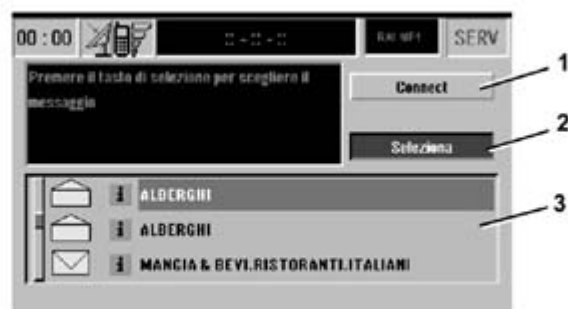 00 : 00
:: - :: - ::
SERV
Premere il tasto di selezione per scegliere il
messaggio
Connect
1
Seleziona
2
ALBERGHI
3
i ALBERGHI
i MANGIA & BEVI.RISTORANTI.ITALIANI